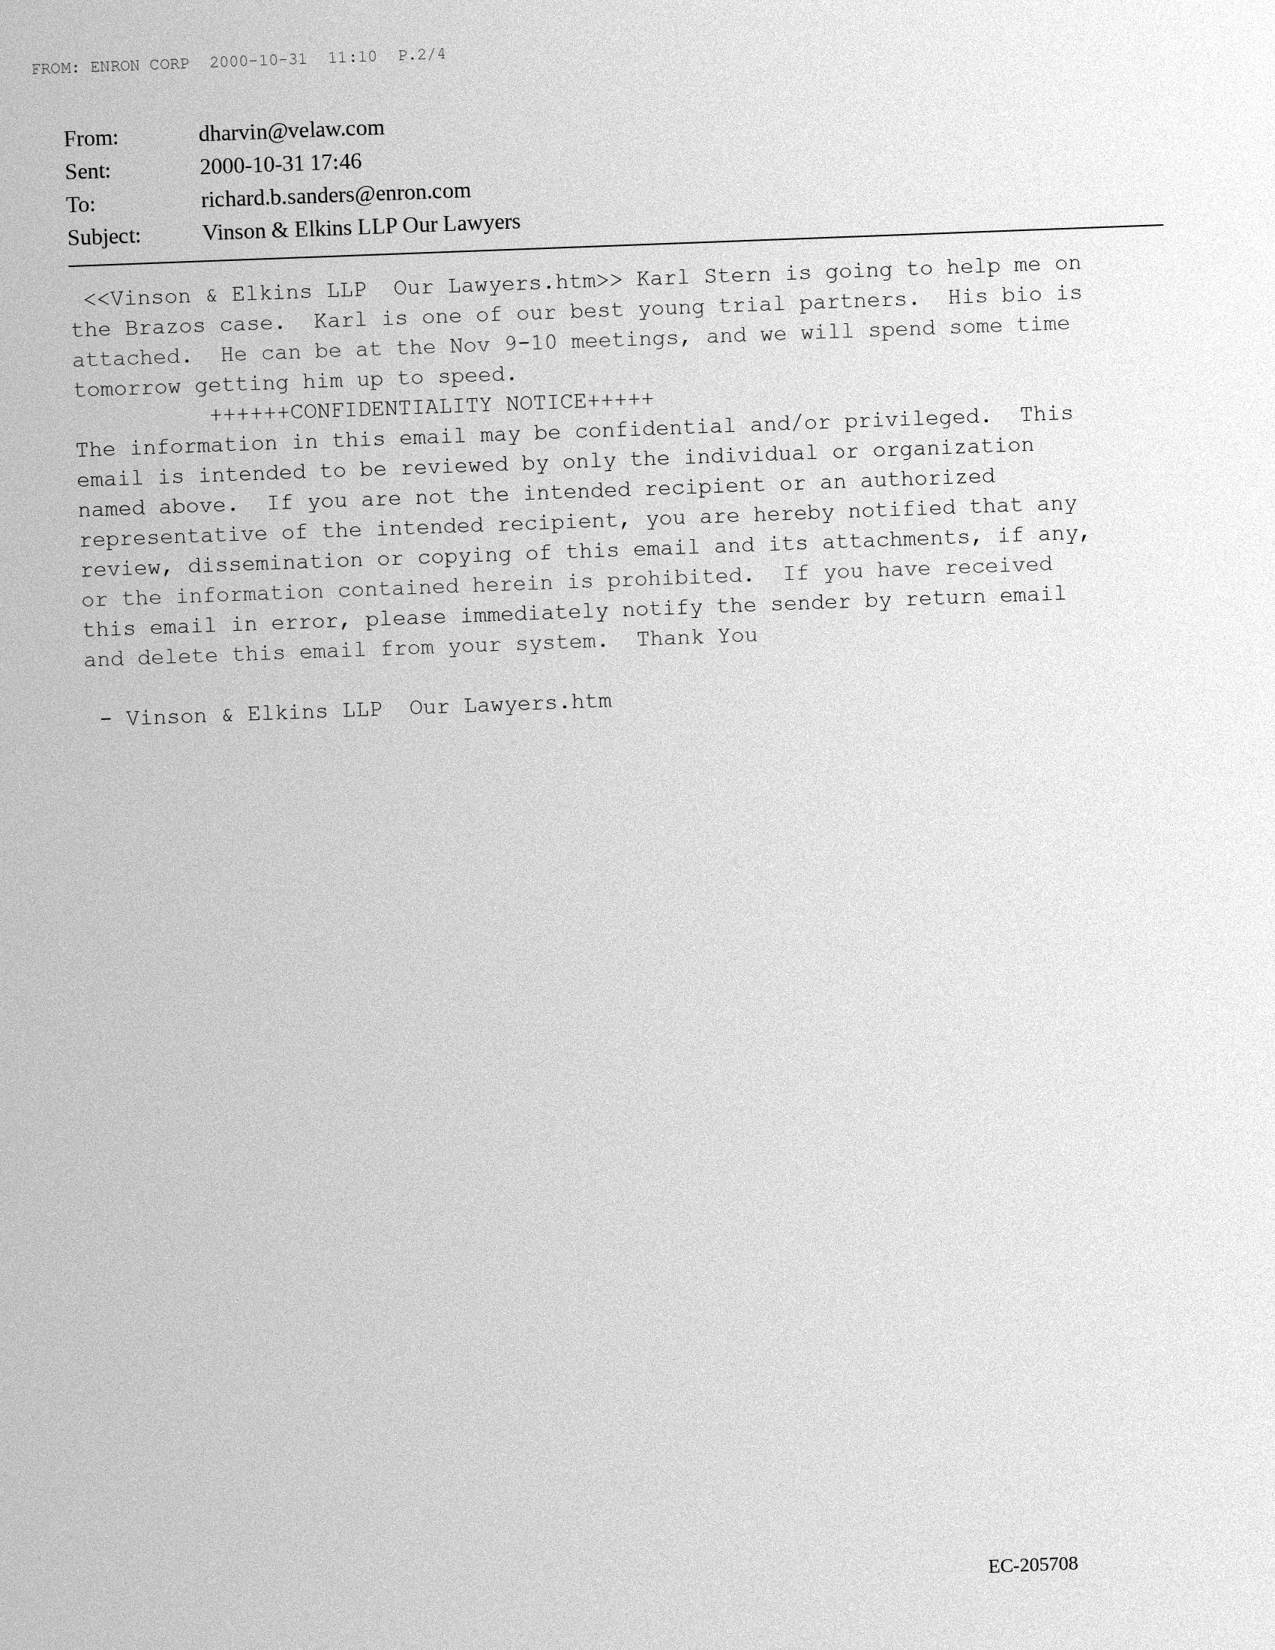 FROM: ENRON CORP  2000-10-31  11:10  P.2/4
From: dharvin@velaw.com
Sent: 2000-10-31 17:46
To: richard.b.sanders@enron.com
Subject: Vinson & Elkins LLP Our Lawyers
<<Vinson & Elkins LLP  Our Lawyers.htm>> Karl Stern is going to help me on
the Brazos case.  Karl is one of our best young trial partners.  His bio is
attached.  He can be at the Nov 9-10 meetings, and we will spend some time
tomorrow getting him up to speed.
++++++CONFIDENTIALITY NOTICE+++++
The information in this email may be confidential and/or privileged.  This
email is intended to be reviewed by only the individual or organization
named above.  If you are not the intended recipient or an authorized
representative of the intended recipient, you are hereby notified that any
review, dissemination or copying of this email and its attachments, if any,
or the information contained herein is prohibited.  If you have received
this email in error, please immediately notify the sender by return email
and delete this email from your system.  Thank You
- Vinson & Elkins LLP  Our Lawyers.htm
EC-205708